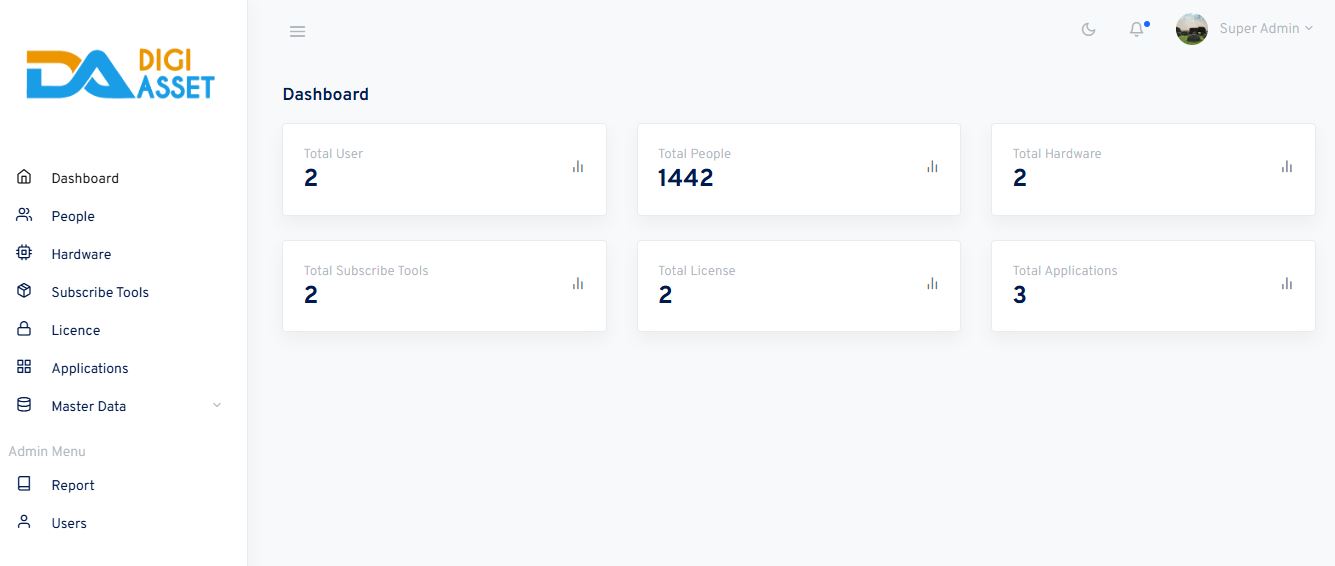 DIGI
ASSET
Super Admin
Dashboard
People
Hardware
Subscribe Tools
Licence
Applications
Master Data
Admin Menu
Report
Users
Dashboard
Total User
2
Total People
1442
Total Hardware
2
Total Subscribe Tools
2
Total License
2
Total Applications
3